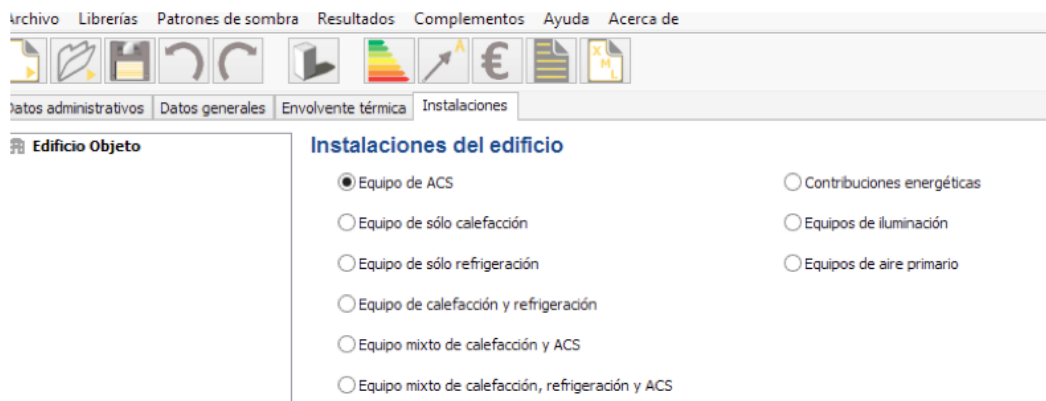 Archivo Librerías Patrones de sombra Resultados Complementos Ayuda Acerca de
A € X M L
Datos administrativos Datos generales Envolvente térmica Instalaciones
Edificio Objeto
Instalaciones del edificio
Equipo de ACS
Contribuciones energéticas
Equipo de sólo calefacción
Equipos de iluminación
Equipo de sólo refrigeración
Equipos de aire primario
Equipo de calefacción y refrigeración
Equipo mixto de calefacción y ACS
Equipo mixto de calefacción, refrigeración y ACS